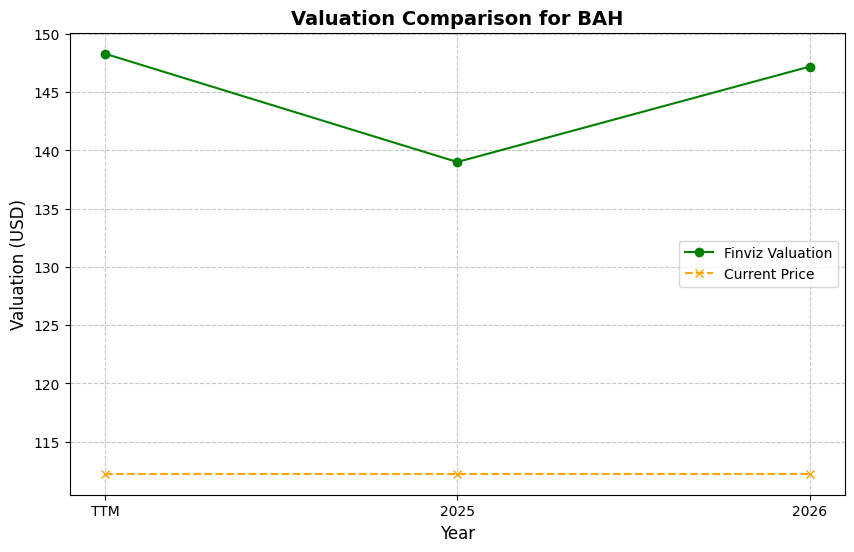 Valuation Comparison for BAH
Valuation (USD)
150
145
140
135
130
125
120
115
Finviz Valuation
Current Price
TTM
2025
2026
Year